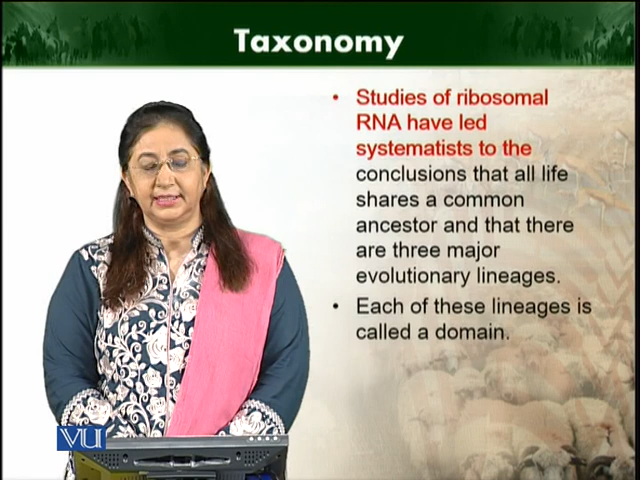 Taxonomy
• Studies of ribosomal
RNA have led
systematists to the
conclusions that all life
shares a common
ancestor and that there
are three major
evolutionary lineages.
• Each of these lineages is
called a domain.
VU